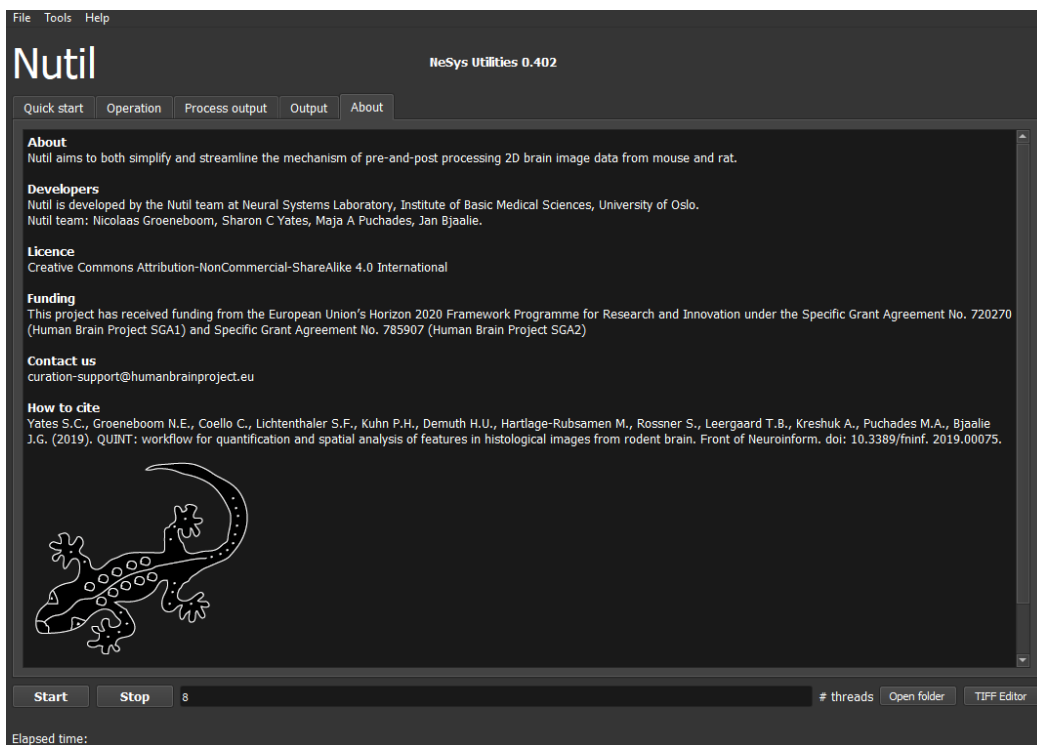 File Tools Help
Nutil
NeSys Utilities 0.402
Quick start Operation Process output Output About
About
Nutil aims to both simplify and streamline the mechanism of pre-and-post processing 2D brain image data from mouse and rat.
Developers
Nutil is developed by the Nutil team at Neural Systems Laboratory, Institute of Basic Medical Sciences, University of Oslo.
Nutil team: Nicolaas Groeneboom, Sharon C Yates, Maja A Puchades, Jan Bjaalie.
Licence
Creative Commons Attribution-NonCommercial-ShareAlike 4.0 International
Funding
This project has received funding from the European Union’s Horizon 2020 Framework Programme for Research and Innovation under the Specific Grant Agreement No. 720270
(Human Brain Project SGA1) and Specific Grant Agreement No. 785907 (Human Brain Project SGA2)
Contact us
curation-support@humanbrainproject.eu
How to cite
Yates S.C., Groeneboom N.E., Coello C., Lichtenthaler S.F., Kuhn P.H., Demuth H.U., Hartlage-Rubsamen M., Rossner S., Leergaard T.B., Kreshuk A., Puchades M.A., Bjaalie
J.G. (2019). QUINT: workflow for quantification and spatial analysis of features in histological images from rodent brain. Front of Neuroinform. doi: 10.3389/fninf. 2019.00075.
Start Stop 8 # threads Open folder TIFF Editor
Elapsed time: